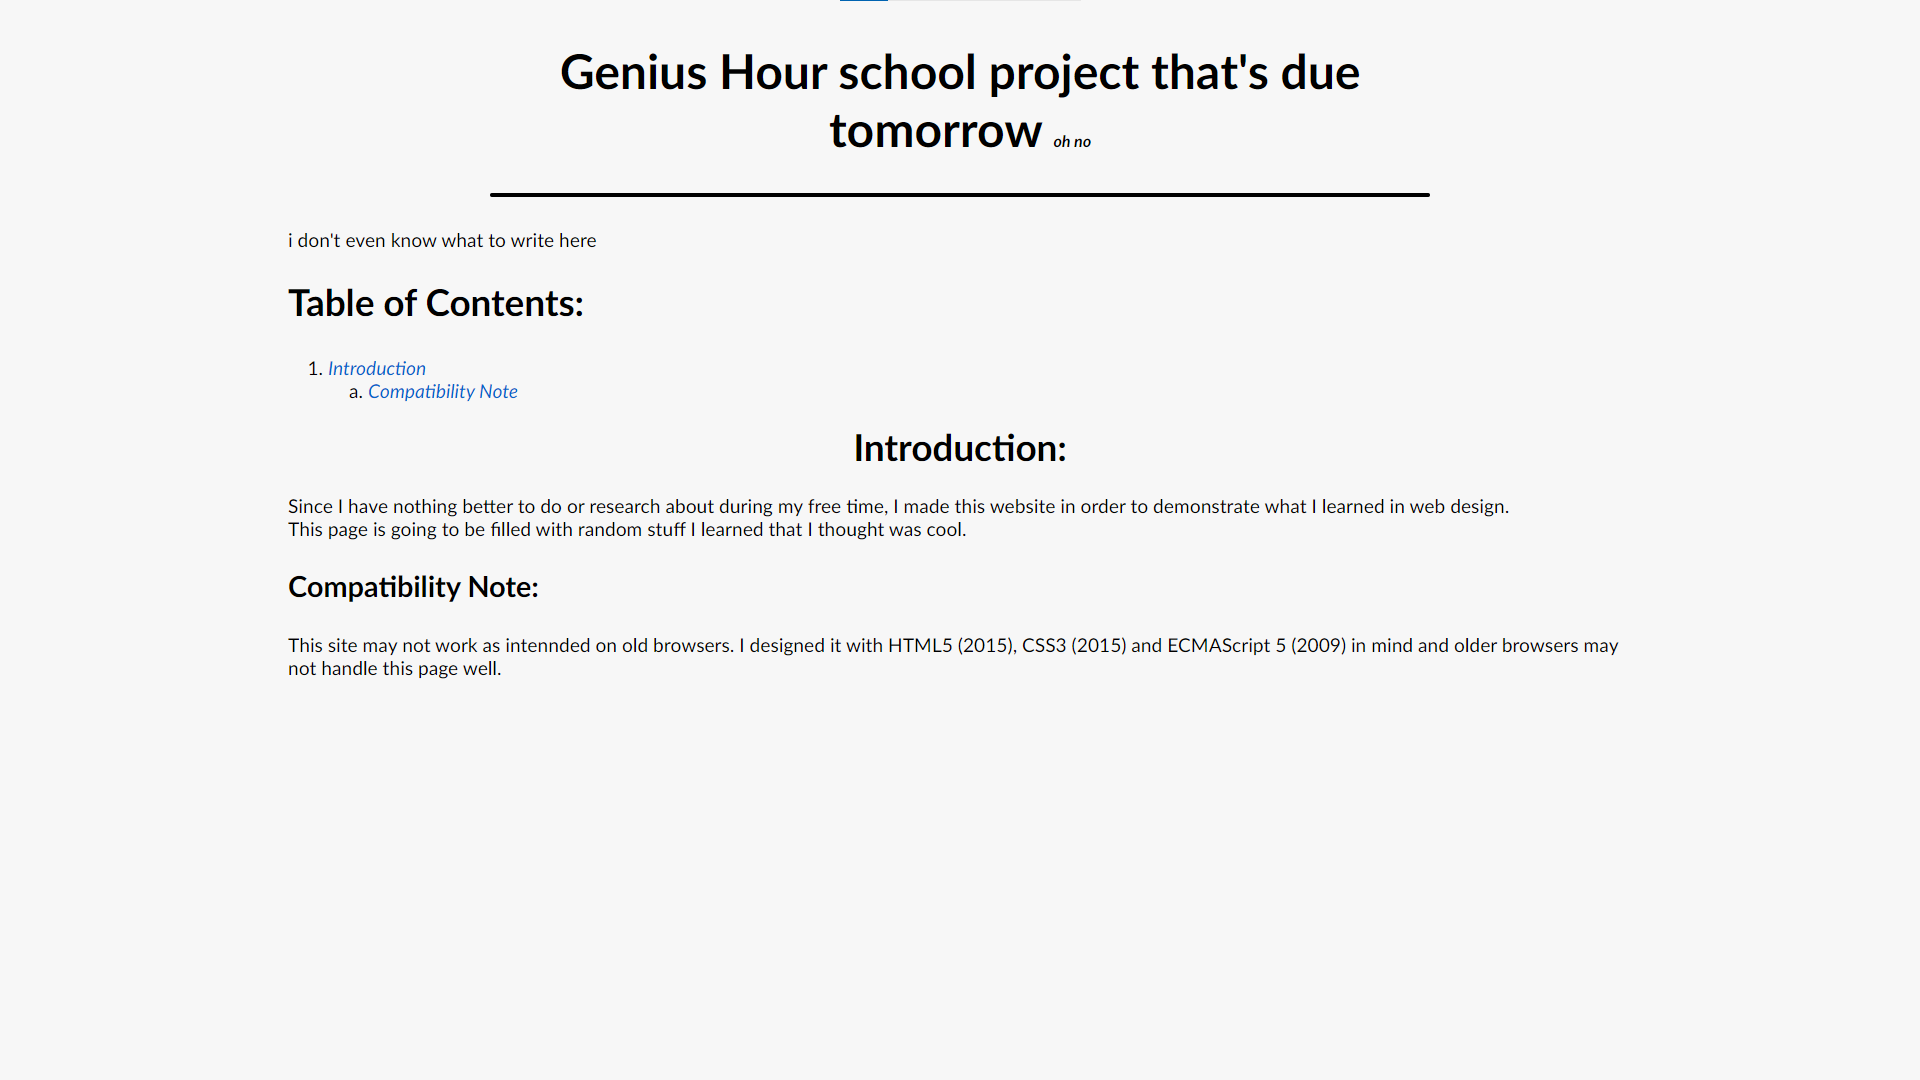 Genius Hour school project that's due
tomorrow oh no
i don't even know what to write here
Table of Contents:
1. Introduction
a. Compatibility Note
Introduction:
Since I have nothing better to do or research about during my free time, I made this website in order to demonstrate what I learned in web design.
This page is going to be filled with random stuff I learned that I thought was cool.
Compatibility Note:
This site may not work as intennded on old browsers. I designed it with HTML5 (2015), CSS3 (2015) and ECMAScript 5 (2009) in mind and older browsers may
not handle this page well.